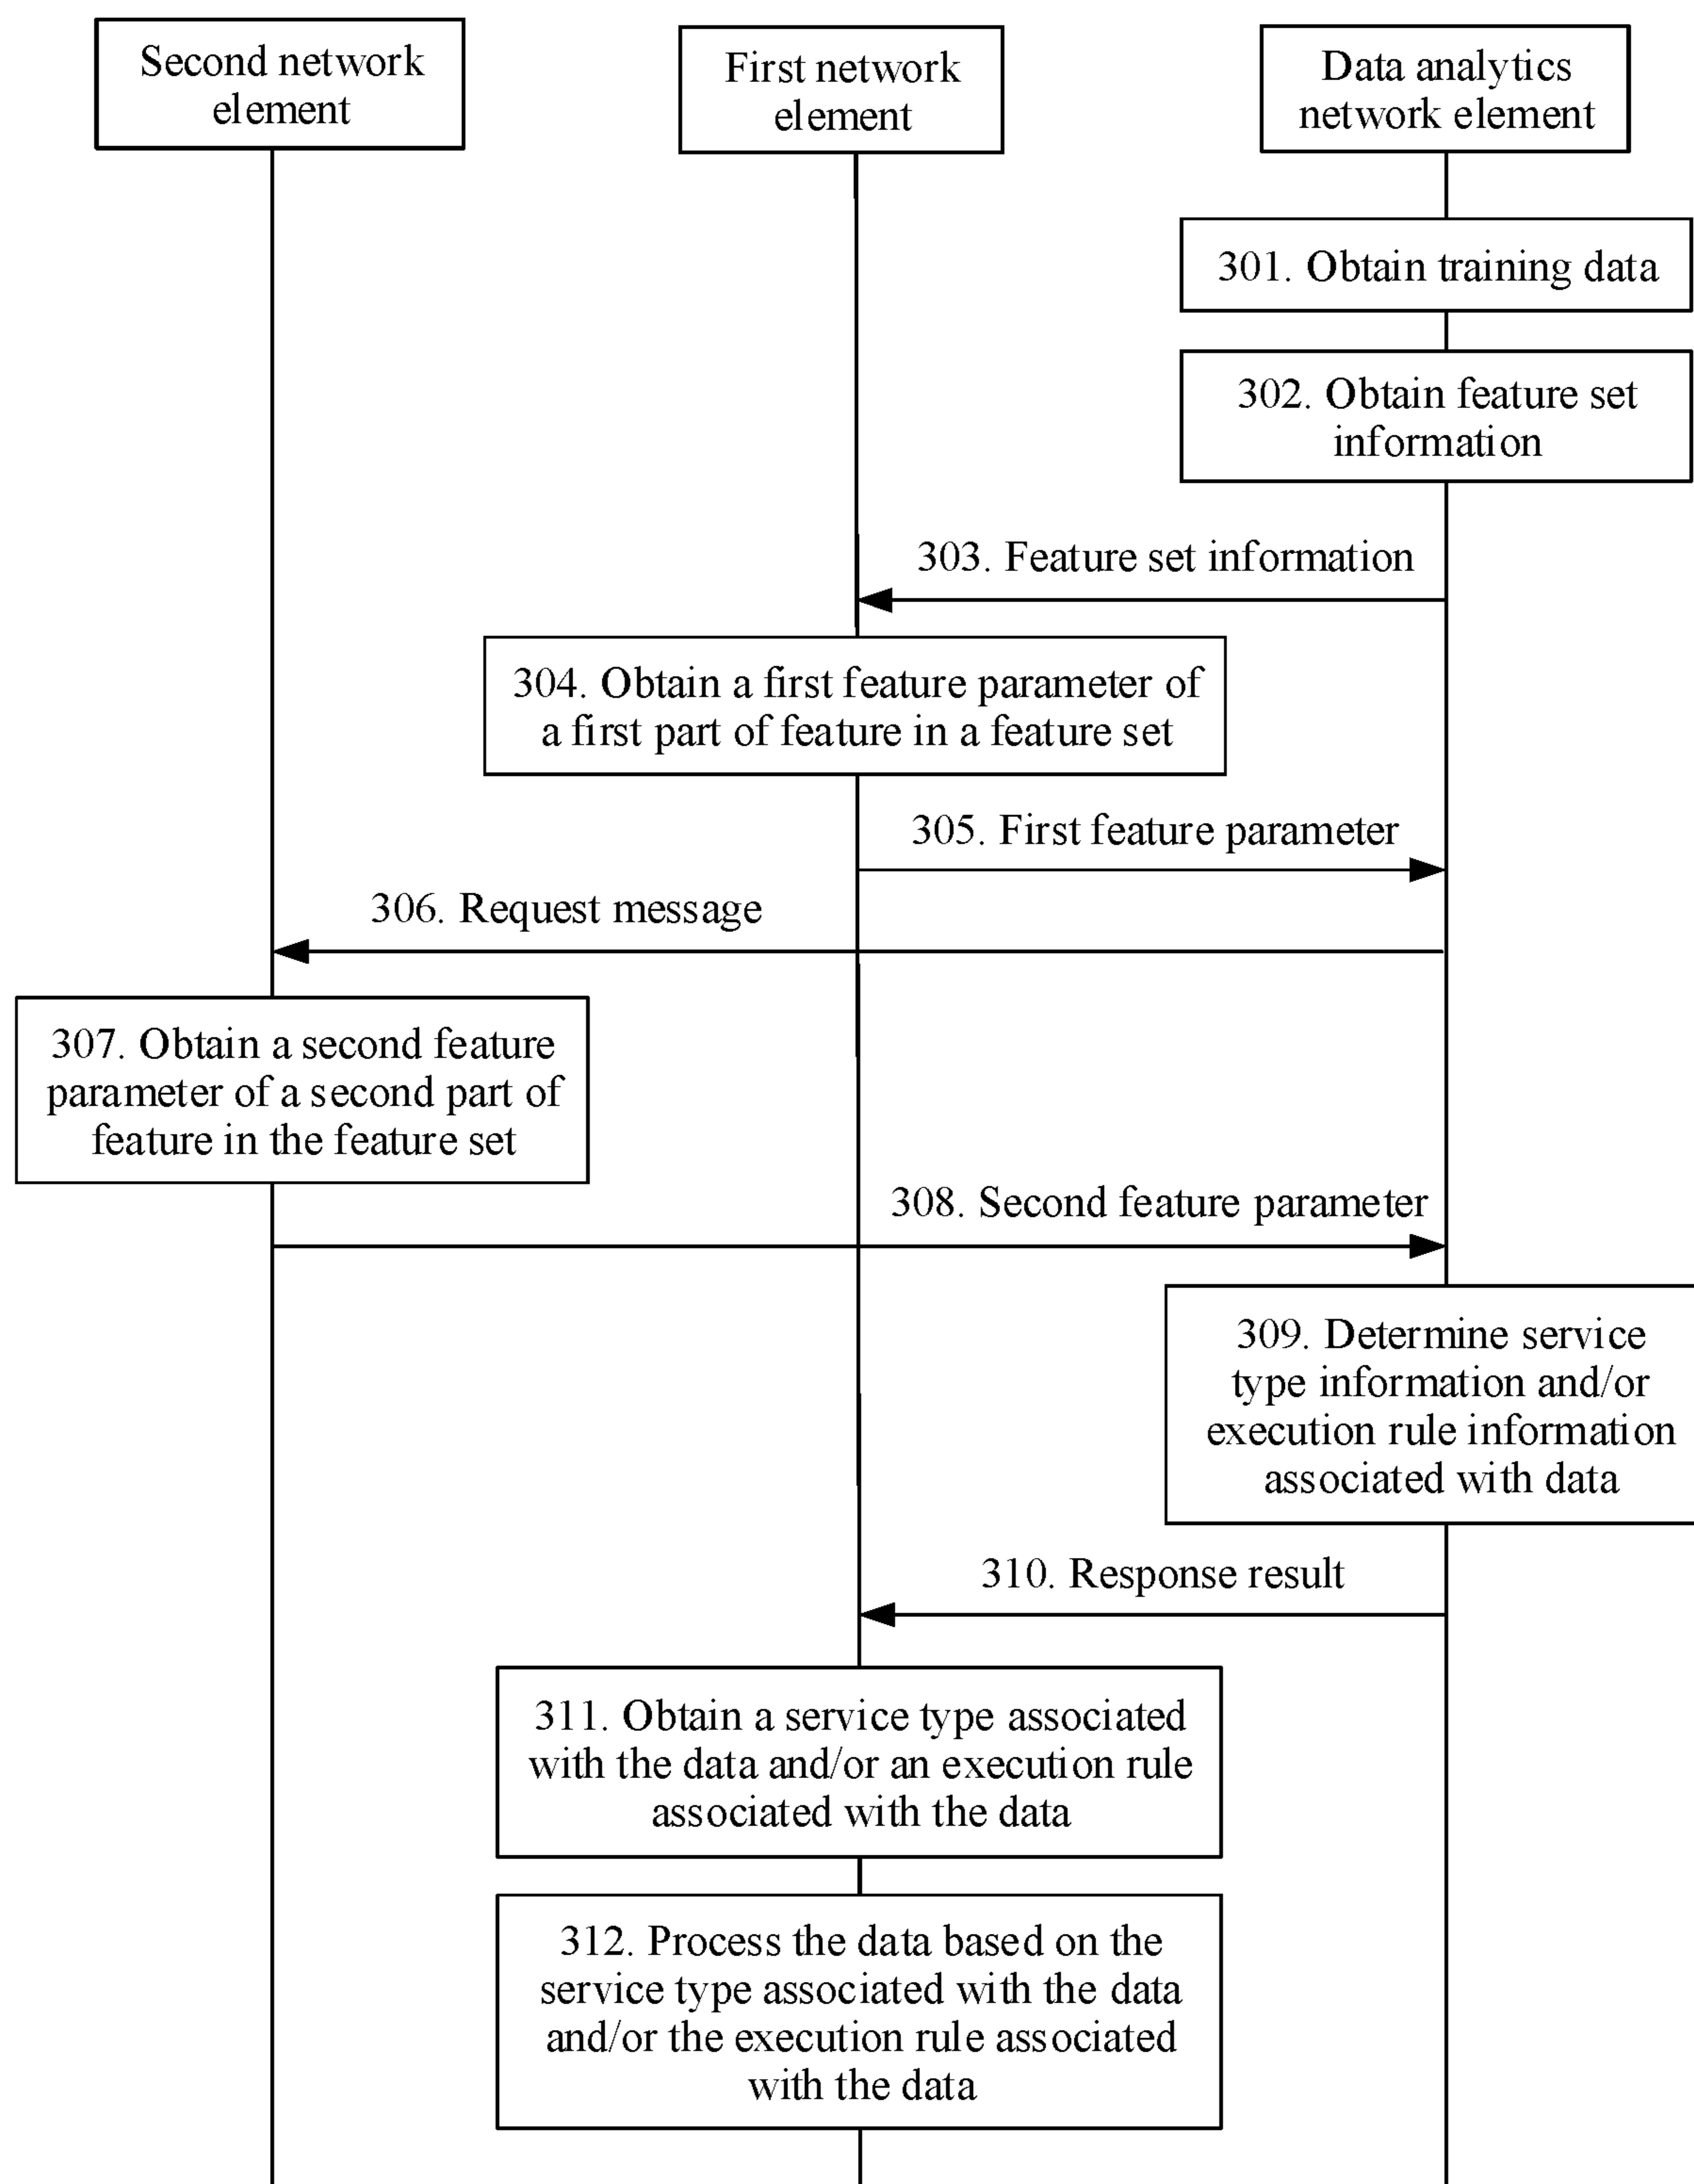 Second network
element
First network
element
Data analytics
network element
301. Obtain training data
302. Obtain feature set
information
303. Feature set information
304. Obtain a first feature parameter of
a first part of feature in a feature set
305. First feature parameter
306. Request message
307. Obtain a second feature
parameter of a second part of
feature in the feature set
308. Second feature parameter
309. Determine service
type information and/or
execution rule information
associated with data
310. Response result
311. Obtain a service type associated
with the data and/or an execution rule
associated with the data
312. Process the data based on the
service type associated with the data
and/or the execution rule associated
with the data